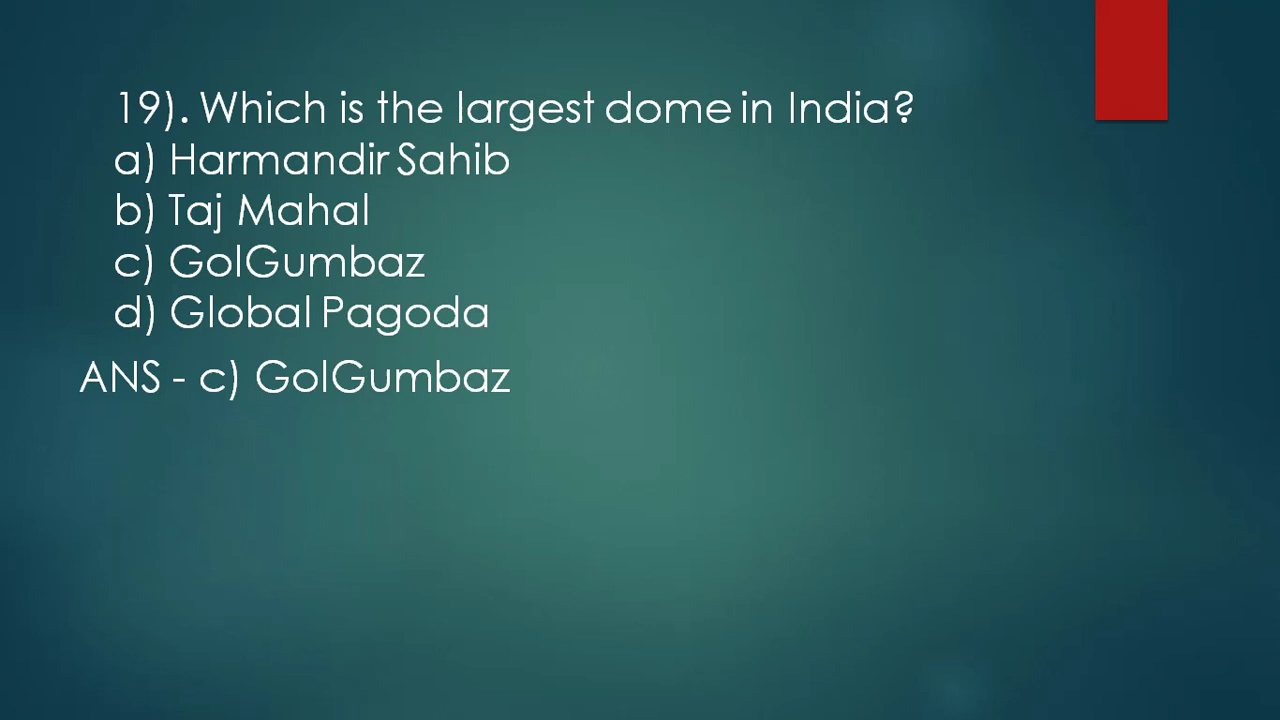 19). Which is the largest dome in India?
a) Harmandir Sahib
b) Taj Mahal
c) GolGumbaz
d) Global Pagoda
ANS - c) GolGumbaz